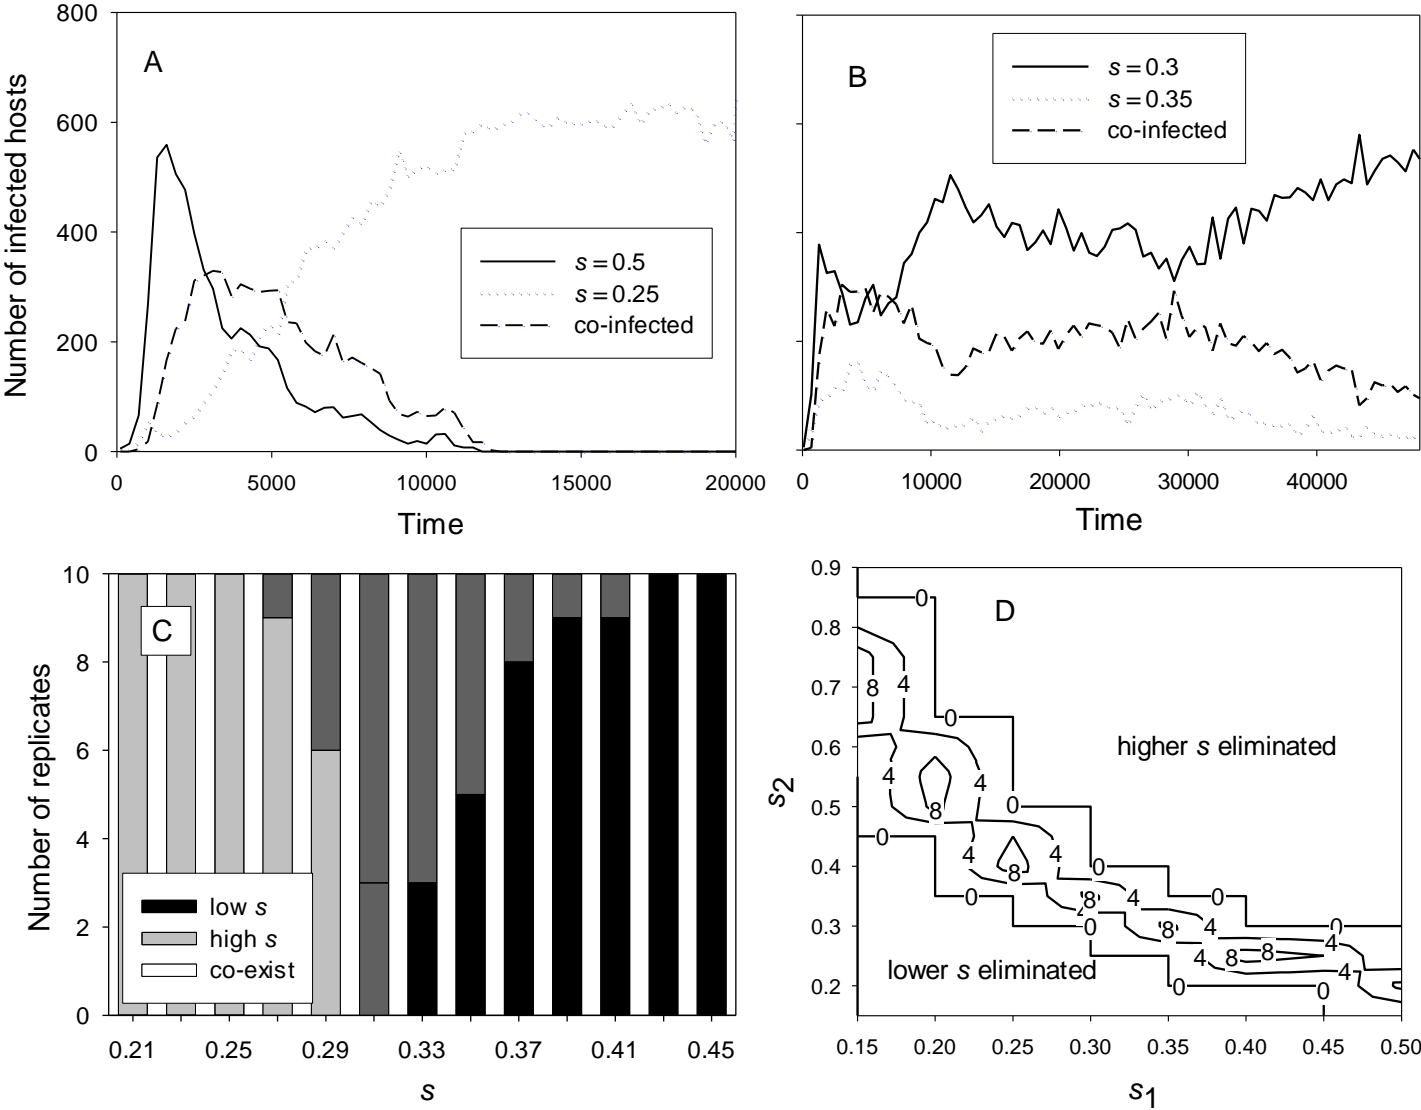 A
Number of infected hosts
800
600
400
200
0
s = 0.5
s = 0.25
co-infected
0 5000 10000 15000 20000
Time
B
s = 0.3
s = 0.35
co-infected
0 10000 20000 30000 40000
Time
C
Number of replicates
10
8
6
4
2
0
low s
high s
co-exist
0.21 0.25 0.29 0.33 0.37 0.41 0.45
s
D
s2
0.9
0.8
0.7
0.6
0.5
0.4
0.3
0.2
0
8 4
0
higher s eliminated
4 4
8 0
0
4 4
8 0
0 8 4 0
0 8 4 0
4 8 8 4
lower s eliminated
4
0 0
0.15 0.20 0.25 0.30 0.35 0.40 0.45 0.50
s1